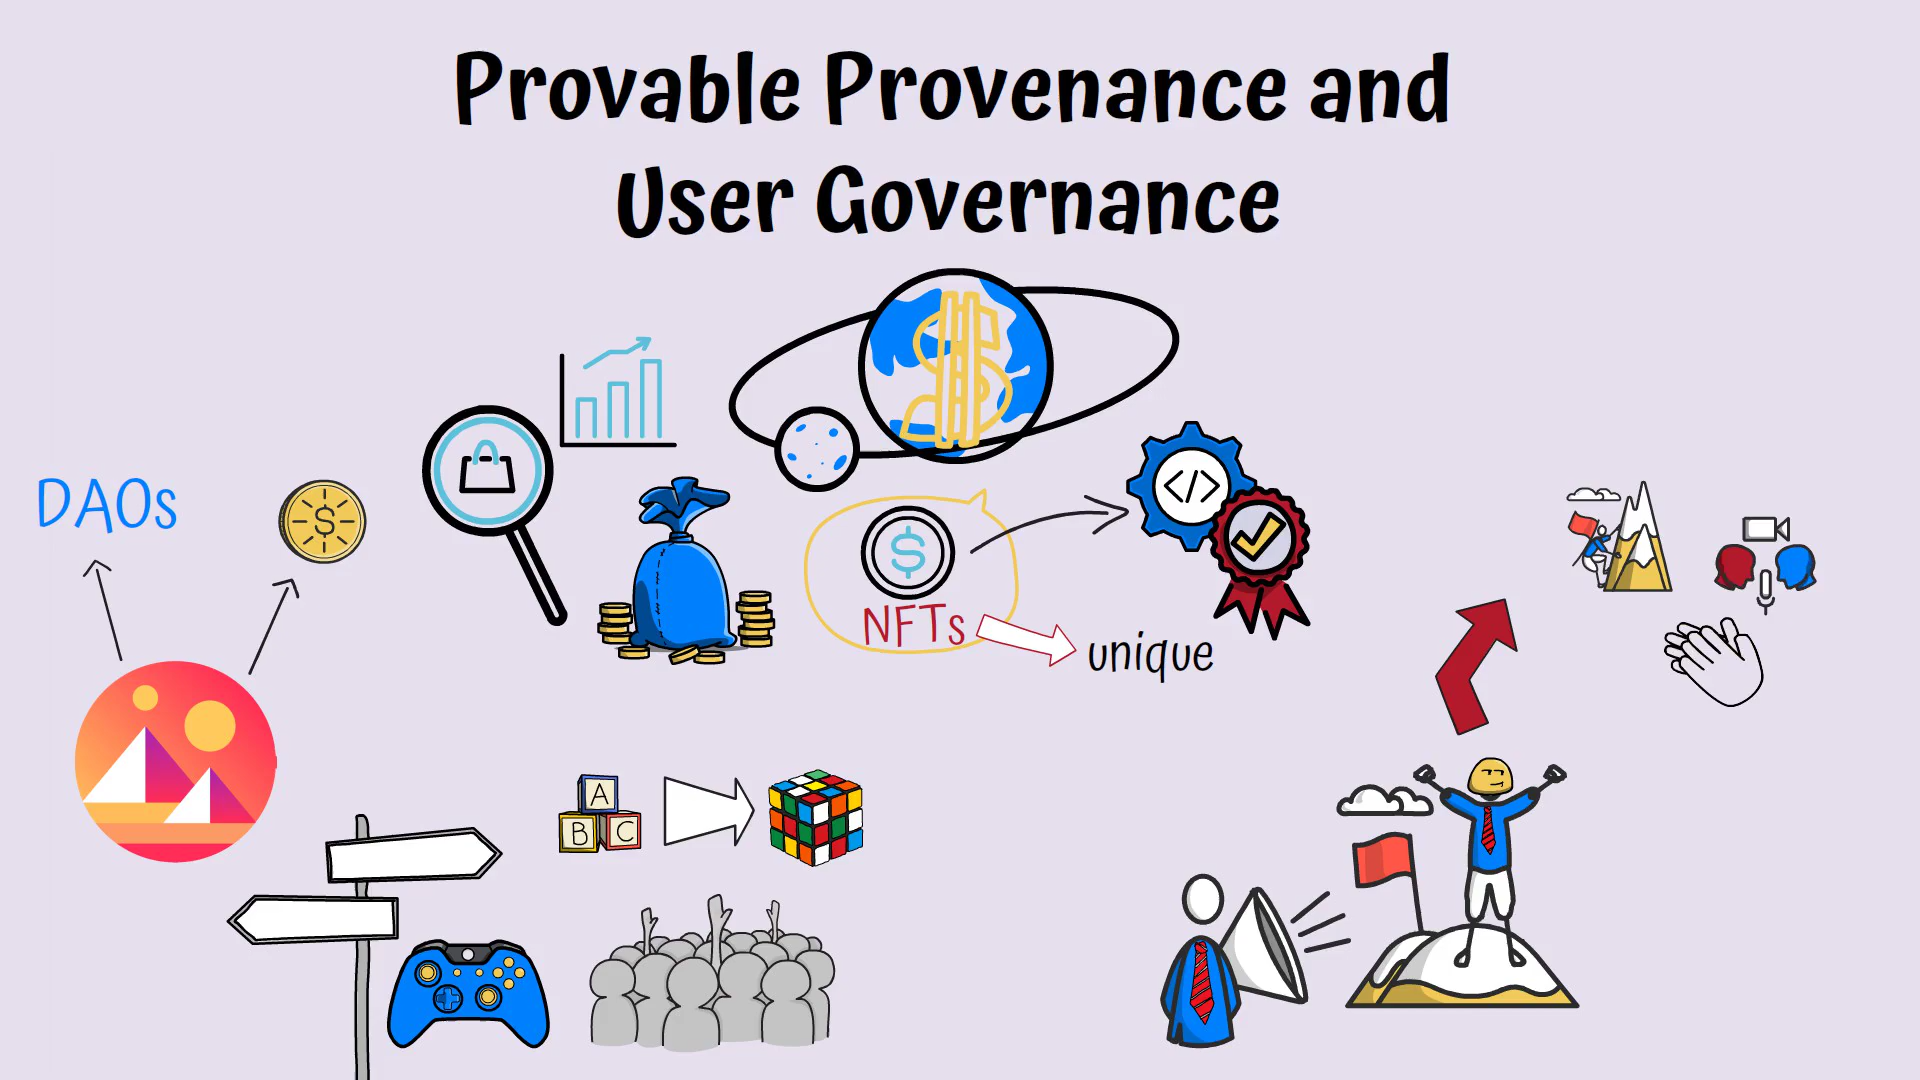 Provable Provenance and
User Governance
DAOs
$
$
$
</>
NFTs
unique
A
B C